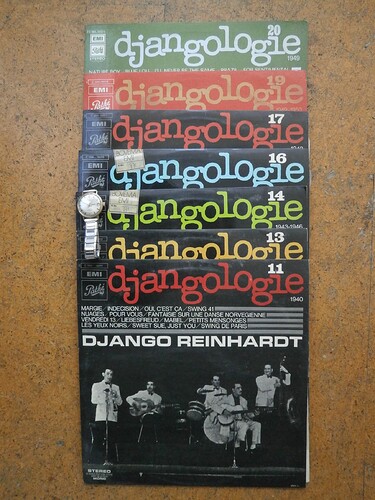 EMI
djangologie
20
1949
EMI
Pathé
djangologie
19
EMI
Pathé
djangologie
17
EMI
Pathé
djangologie
16
Pathé
djangologie
14
1943-1946
EMI
djangologie
13
EMI
Pathé
djangologie
11
1940
MARGIE / INDECISION / OUI, C'EST ÇA / SWING 41
NUAGES / POUR VOUS / FANTAISIE SUR UNE DANSE NORVEGIENNE
VENDREDI 13 / LIEBESFREUD / MABEL / PETITS MENSONGES
LES YEUX NOIRS / SWEET SUE, JUST YOU / SWING DE PARIS
DJANGO REINHARDT
STEREO